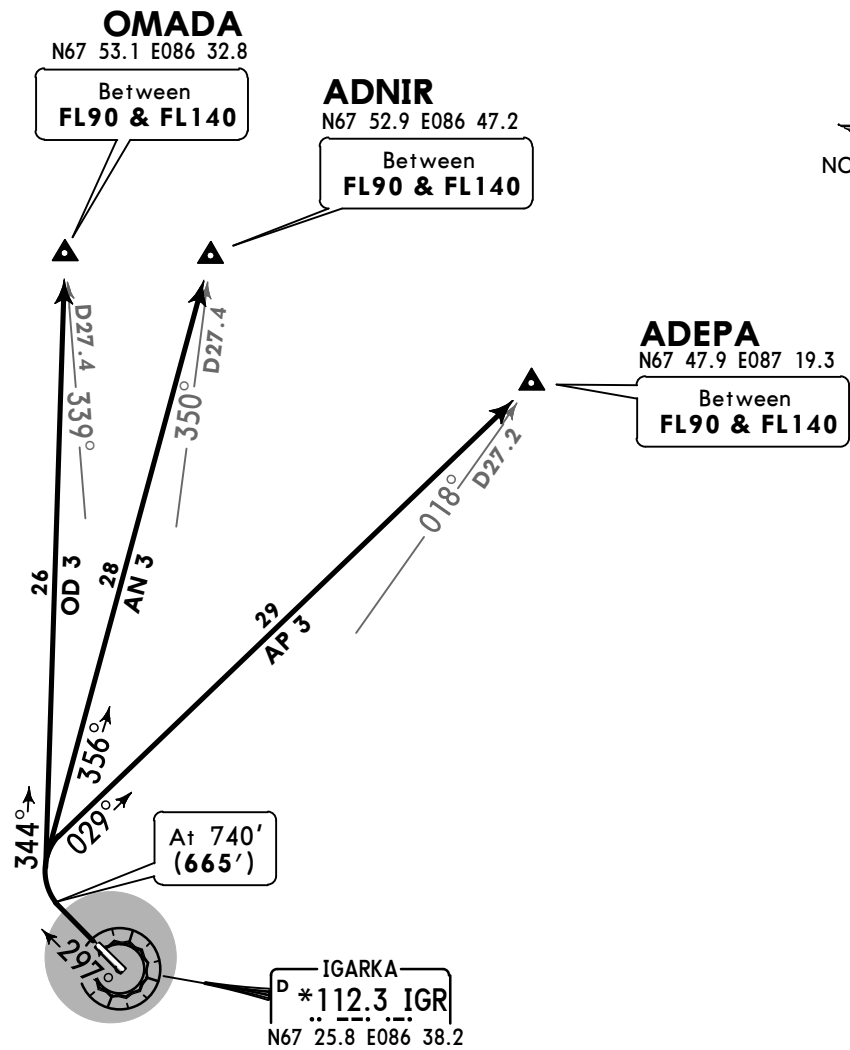 OMADA
N67 53.1 E086 32.8
Between
FL90 & FL140
ADNIR
N67 52.9 E086 47.2
Between
FL90 & FL140
NO
ADEPA
N67 47.9 E087 19.3
Between
FL90 & FL140
D27.4
339°
350°
D27.4
018°
D27.2
26
OD 3
28
AN 3
29
AP 3
344°
356°
029°
At 740'
(665')
297°
IGARKA
D *112.3 IGR
N67 25.8 E086 38.2